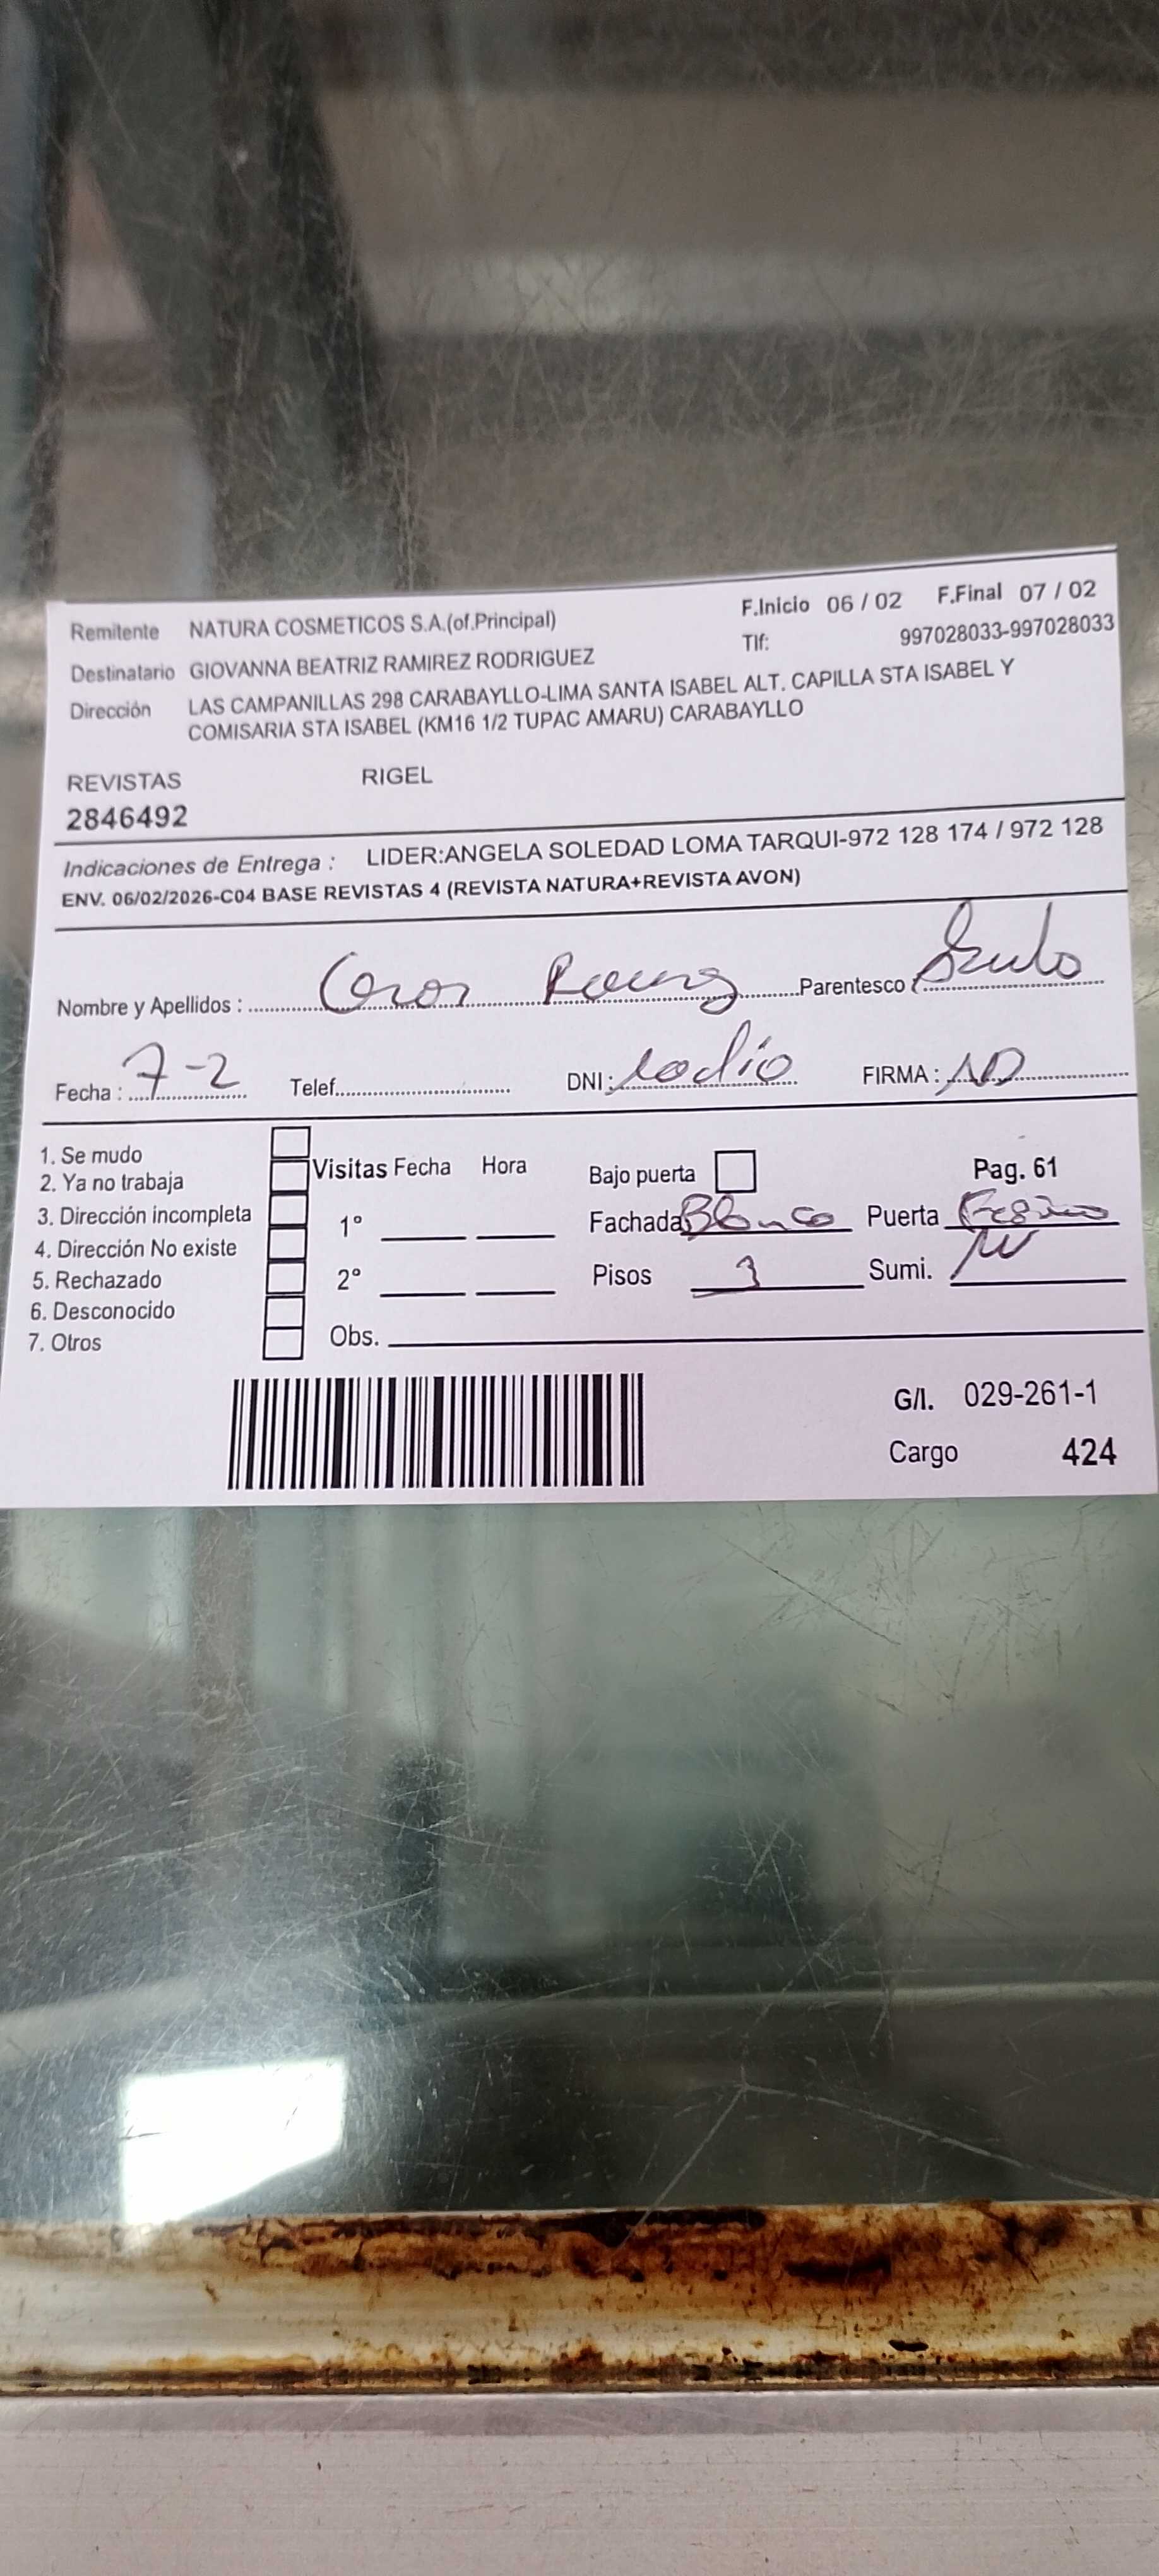 Remitente NATURA COSMETICOS S.A.(of.Principal) F.Inicio 06 / 02 F.Final 07 / 02
Tlf: 997028033-997028033
Destinatario GIOVANNA BEATRIZ RAMIREZ RODRIGUEZ
Dirección LAS CAMPANILLAS 298 CARABAYLLO-LIMA SANTA ISABEL ALT. CAPILLA STA ISABEL Y
COMISARIA STA ISABEL (KM16 1/2 TUPAC AMARU) CARABAYLLO
REVISTAS RIGEL
2846492
Indicaciones de Entrega : LIDER:ANGELA SOLEDAD LOMA TARQUI-972 128 174 / 972 128
ENV. 06/02/2026-C04 BASE REVISTAS 4 (REVISTA NATURA+REVISTA AVON)
Nombre y Apellidos : Parentesco :
Fecha : 7-2 Telef. DNI: FIRMA :
1. Se mudo
2. Ya no trabaja
3. Dirección incompleta
4. Dirección No existe
5. Rechazado
6. Desconocido
7. Otros
Visitas Fecha Hora
1°
2°
Obs.
Bajo puerta Pag. 61
Fachada Blanco Puerta
Pisos 3 Sumi.
G/I. 029-261-1
Cargo 424